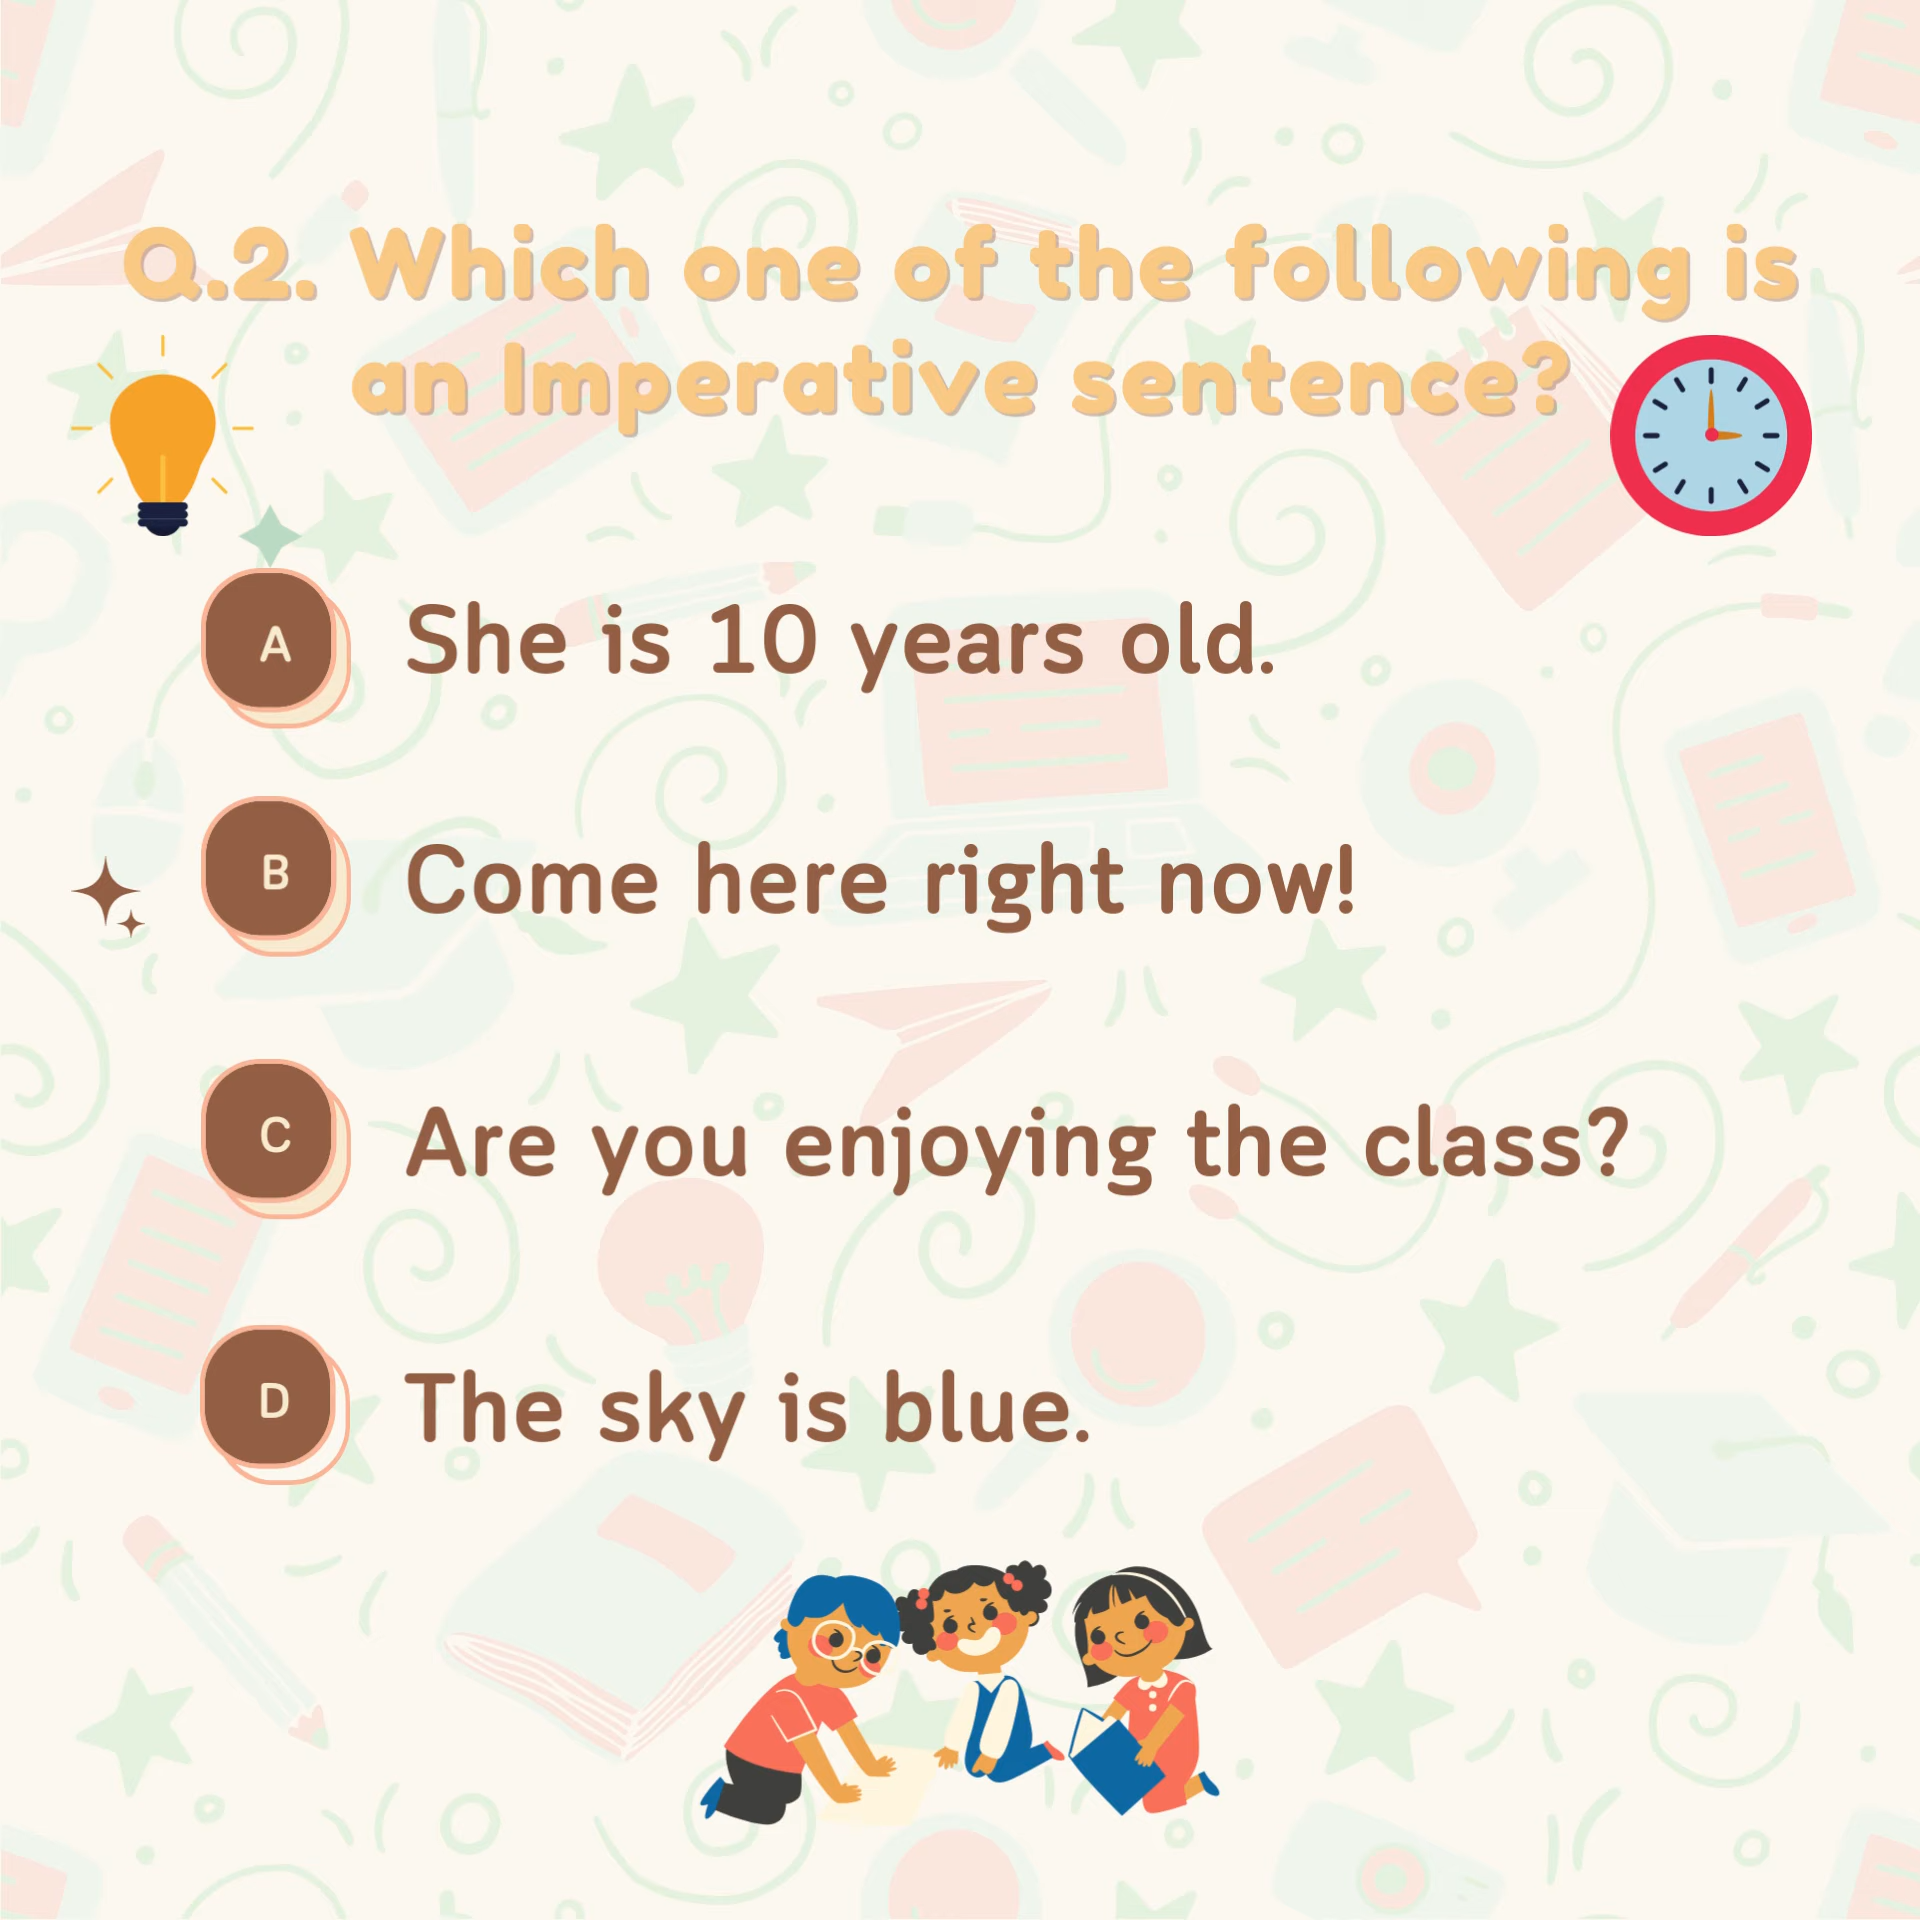 Q.2. Which one of the following is
an Imperative sentence?
A She is 10 years old.
B Come here right now!
C Are you enjoying the class?
D The sky is blue.